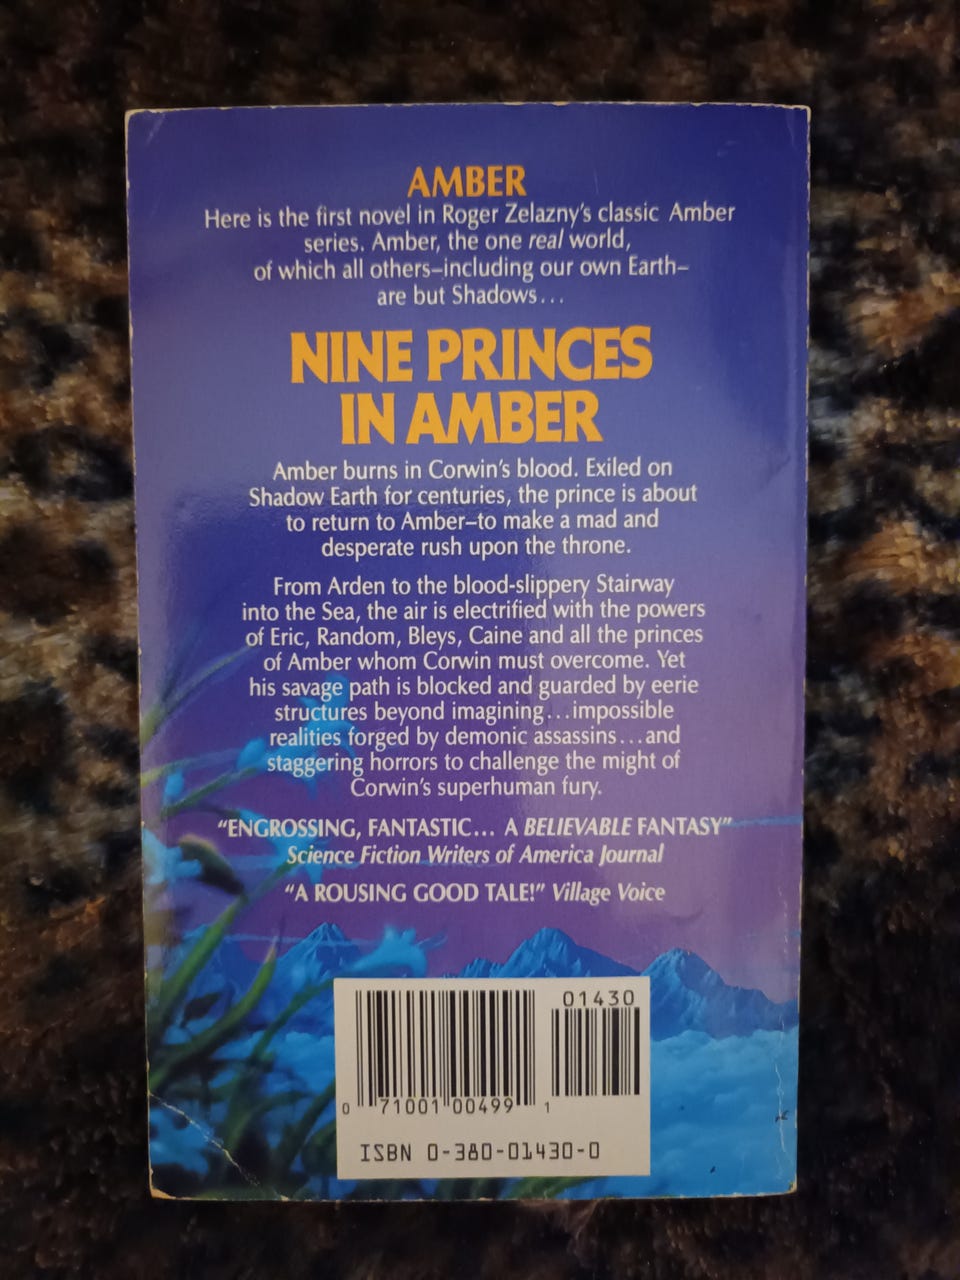 AMBER
Here is the first novel in Roger Zelazny's classic Amber
series. Amber, the one real world,
of which all others–including our own Earth–
are but Shadows...
NINE PRINCES
IN AMBER
Amber burns in Corwin's blood. Exiled on
Shadow Earth for centuries, the prince is about
to return to Amber–to make a mad and
desperate rush upon the throne.
From Arden to the blood-slippery Stairway
into the Sea, the air is electrified with the powers
of Eric, Random, Bleys, Caine and all the princes
of Amber whom Corwin must overcome. Yet
his savage path is blocked and guarded by eerie
structures beyond imagining...impossible
realities forged by demonic assassins...and
staggering horrors to challenge the might of
Corwin's superhuman fury.
"ENGROSSING, FANTASTIC... A BELIEVABLE FANTASY"
Science Fiction Writers of America Journal
"A ROUSING GOOD TALE!" Village Voice
01430
0 71001 00499 1
ISBN 0-380-01430-0